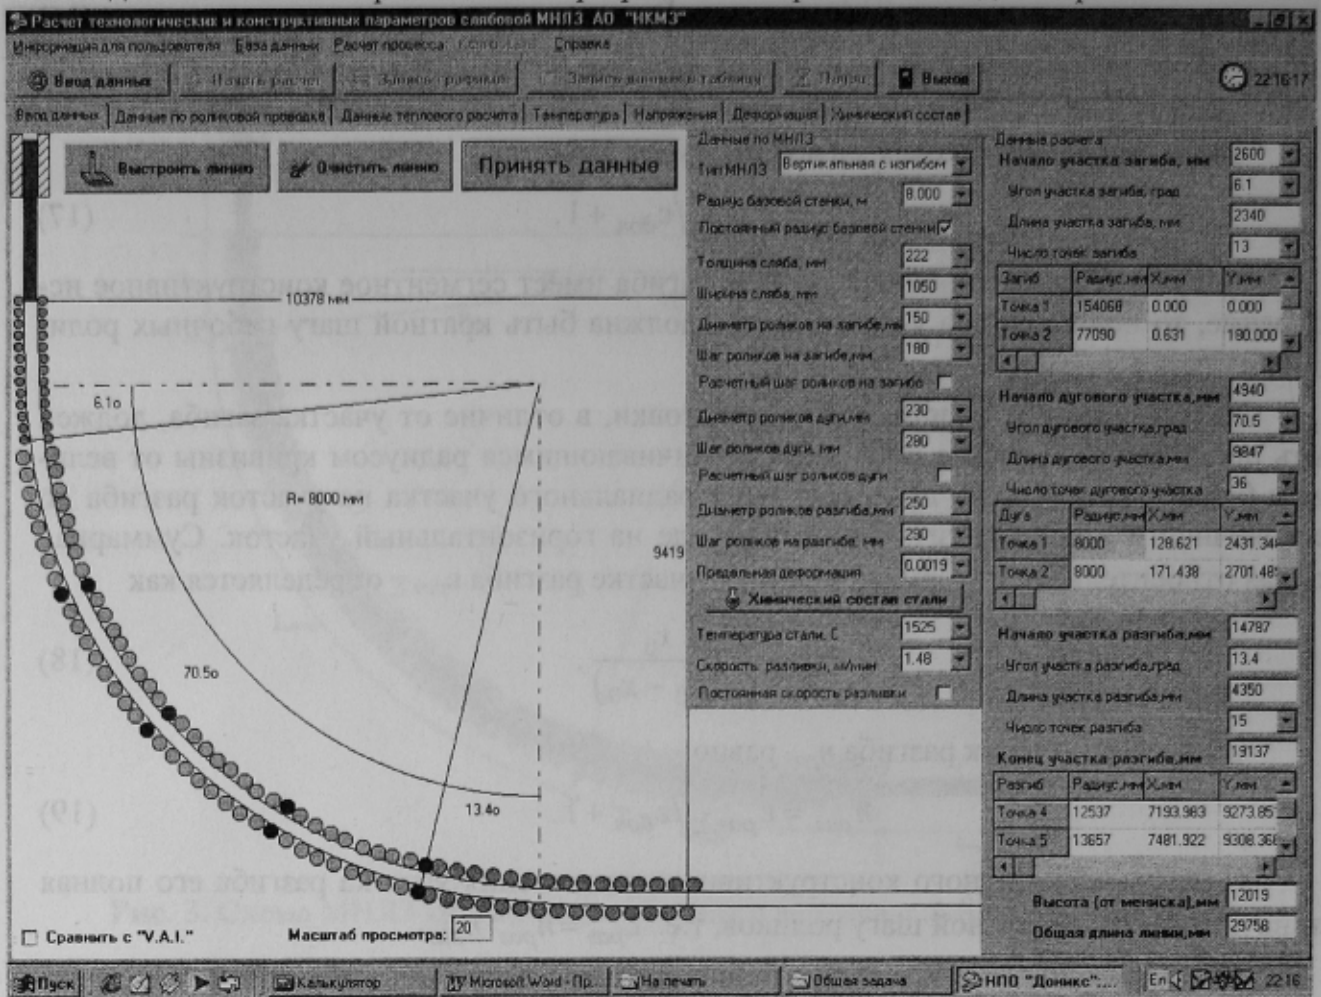 Расчет технологических и конструктивных параметров слябовой МНЛЗ АО "НКМЗ"
Информация для пользователя База данных Расчет процесса Справка
Ввод данных Начать расчет Запись данных в таблицу Выход 22:16:17
Ввод данных Данные по роликовой проводке Данные теплового расчета Температура Напряжения Деформация Химический состав
Выстроить линию Очистить линию Принять данные
10378 мм
6.1о
R= 8000 мм
9419
70.5о
13.4о
Сравнить с "V.A.I." Масштаб просмотра: 20
Данные по МНЛЗ
Тип МНЛЗ Вертикальная с изгибом
Радиус базовой стенки, м 8.000
Постоянный радиус базовой стенки
Толщина сляба, мм 222
Ширина сляба, мм 1050
Диаметр роликов на загибе,мм 150
Шаг роликов на загибе,мм 180
Расчетный шаг роликов на загибе
Диаметр роликов дуги,мм 230
Шаг роликов дуги, мм 280
Расчетный шаг роликов дуги
Диаметр роликов разгиба,мм 250
Шаг роликов на разгибе, мм 290
Предельная деформация 0.0019
Химический состав стали
Температура стали, С 1525
Скорость разливки, м/мин 1.48
Постоянная скорость разливки
Данные расчета
Начало участка загиба, мм 2600
Угол участка загиба, град 6.1
Длина участка загиба, мм 2340
Число точек загиба 13
Загиб Радиус,мм X,мм Y,мм
Точка 1 154068 0.000 0.000
Точка 2 77090 0.631 180.000
Начало дугового участка,мм 4940
Угол дугового участка,град 70.5
Длина дугового участка,мм 9847
Число точек дугового участка 36
Дуга Радиус,мм X,мм Y,мм
Точка 1 8000 128.621 2431.34
Точка 2 8000 171.438 2701.48
Начало участка разгиба,мм 14787
Угол участка разгиба,град 13.4
Длина участка разгиба,мм 4350
Число точек разгиба 15
Конец участка разгиба,мм 19137
Разгиб Радиус,мм X,мм Y,мм
Точка 4 12537 7193.983 9273.85
Точка 5 13657 7481.922 9308.36
Высота (от мениска),мм 12019
Общая длина линии,мм 29758
Пуск Калькулятор Microsoft Word - Пр... На печать Общая задача НПО "Доникс":.... En 22:16